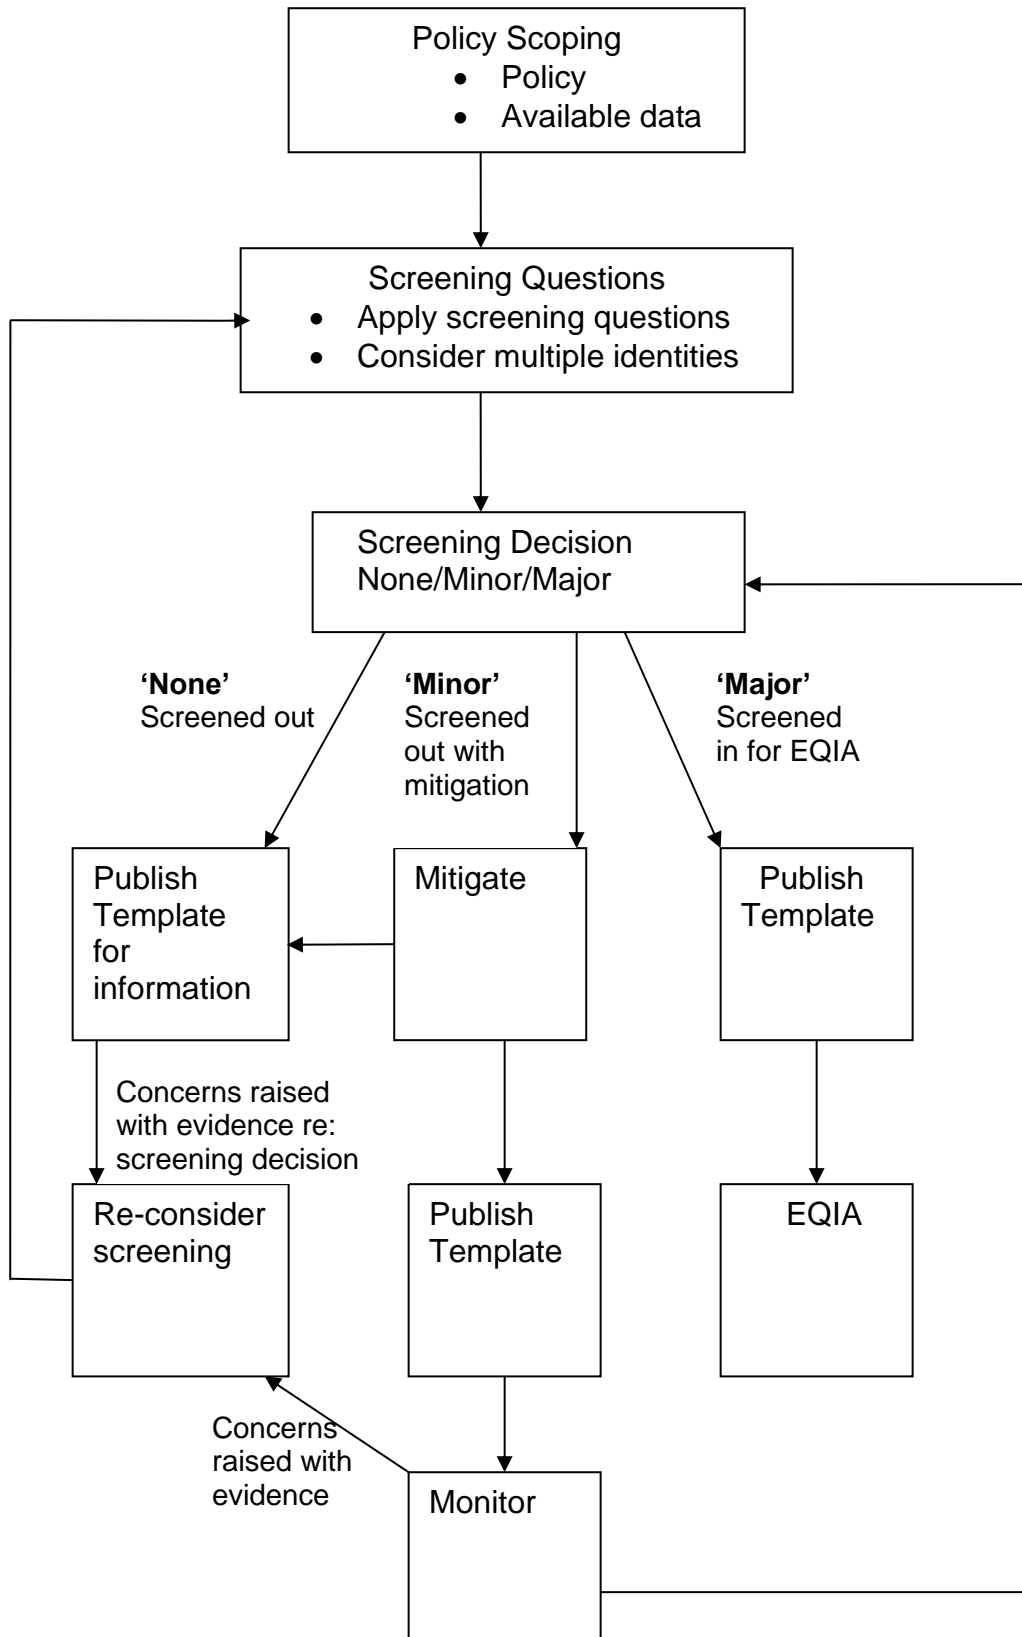 Policy Scoping
• Policy
• Available data
Screening Questions
• Apply screening questions
• Consider multiple identities
Screening Decision
None/Minor/Major
‘None’
Screened out
‘Minor’
Screened
out with
mitigation
‘Major’
Screened
in for EQIA
Publish
Template
for
information
Mitigate
Publish
Template
Concerns raised
with evidence re:
screening decision
Re-consider
screening
Publish
Template
EQIA
Concerns
raised with
evidence
Monitor